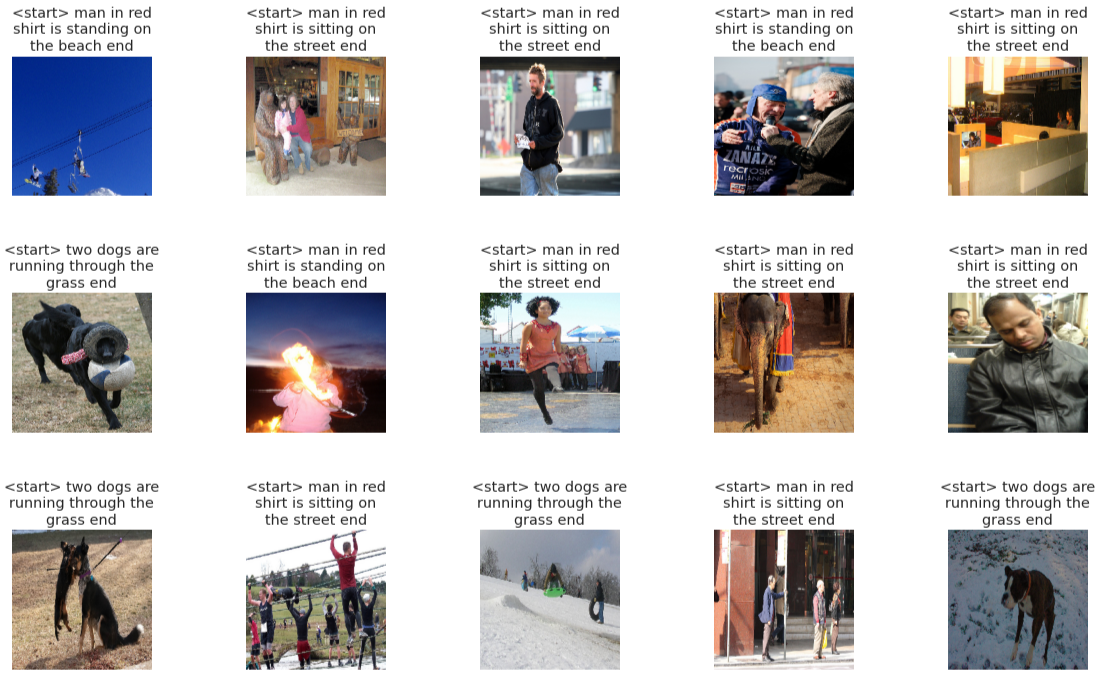 <start> man in red
shirt is standing on
the beach end
<start> man in red
shirt is sitting on
the street end
<start> man in red
shirt is sitting on
the street end
<start> man in red
shirt is standing on
the beach end
<start> man in red
shirt is sitting on
the street end
ZANATE
<start> two dogs are
running through the
grass end
<start> man in red
shirt is standing on
the beach end
<start> man in red
shirt is sitting on
the street end
<start> man in red
shirt is sitting on
the street end
<start> man in red
shirt is sitting on
the street end
<start> two dogs are
running through the
grass end
<start> man in red
shirt is sitting on
the street end
<start> two dogs are
running through the
grass end
<start> man in red
shirt is sitting on
the street end
<start> two dogs are
running through the
grass end